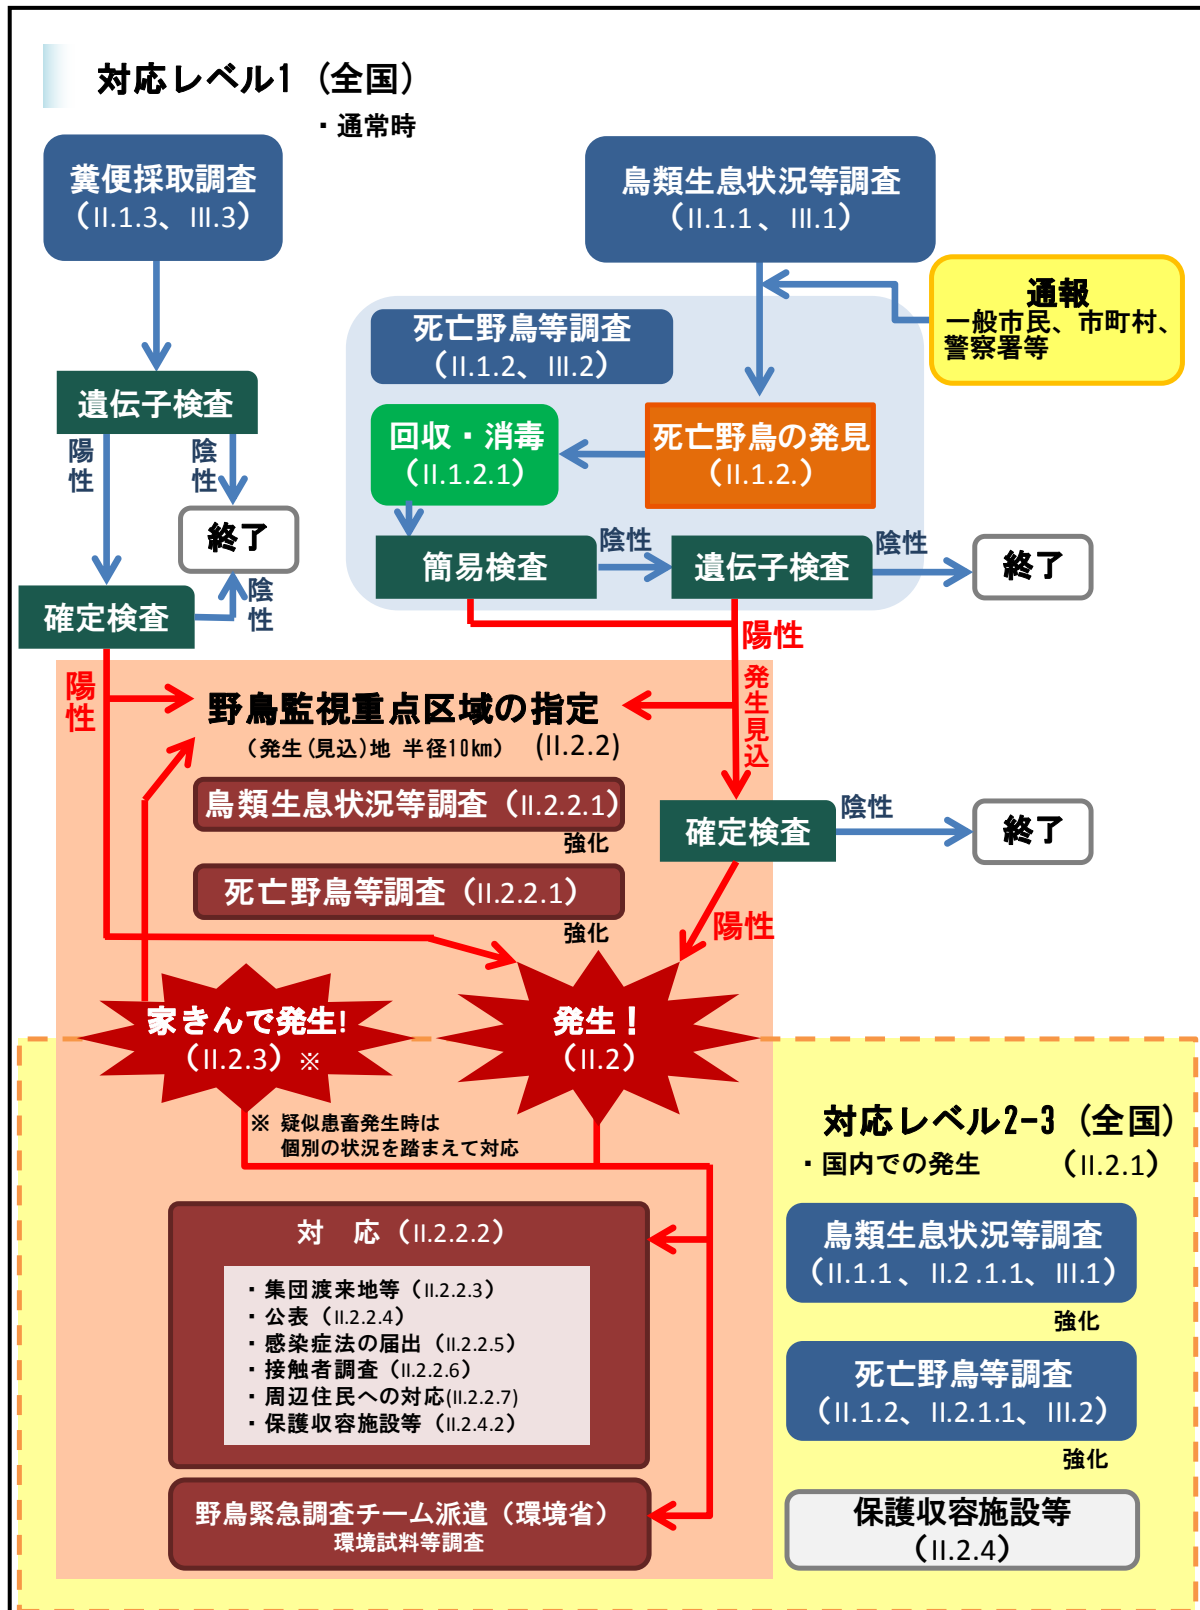 対応レベル1（全国）
・通常時
糞便採取調査
（II.1.3、III.3）
鳥類生息状況等調査
（II.1.1 、III.1）
通報
一般市民、市町村、
警察署等
死亡野鳥等調査
（II.1.2、III.2）
遺伝子検査
陽性
陰性
回収・消毒
（II.1.2.1）
死亡野鳥の発見
（II.1.2.）
終了
簡易検査
陰性
遺伝子検査
陰性
終了
確定検査
陰性
陽性
陽性
発生見込
野鳥監視重点区域の指定
（発生(見込)地 半径10km） (II.2.2)
鳥類生息状況等調査（II.2.2.1）
強化
確定検査
陰性
終了
死亡野鳥等調査（II.2.2.1）
強化
陽性
家きんで発生!
（II.2.3）※
発生！
（II.2）
※ 疑似患畜発生時は
個別の状況を踏まえて対応
対応レベル2-3（全国）
・国内での発生 （II.2.1）
対 応（II.2.2.2）
・集団渡来地等（II.2.2.3）
・公表（II.2.2.4）
・感染症法の届出（II.2.2.5）
・接触者調査（II.2.2.6）
・周辺住民への対応(II.2.2.7)
・保護収容施設等（II.2.4.2）
野鳥緊急調査チーム派遣（環境省）
環境試料等調査
鳥類生息状況等調査
（II.1.1 、II.2 .1.1、III.1）
強化
死亡野鳥等調査
（II.1.2、II.2.1.1、III.2）
強化
保護収容施設等
（II.2.4）